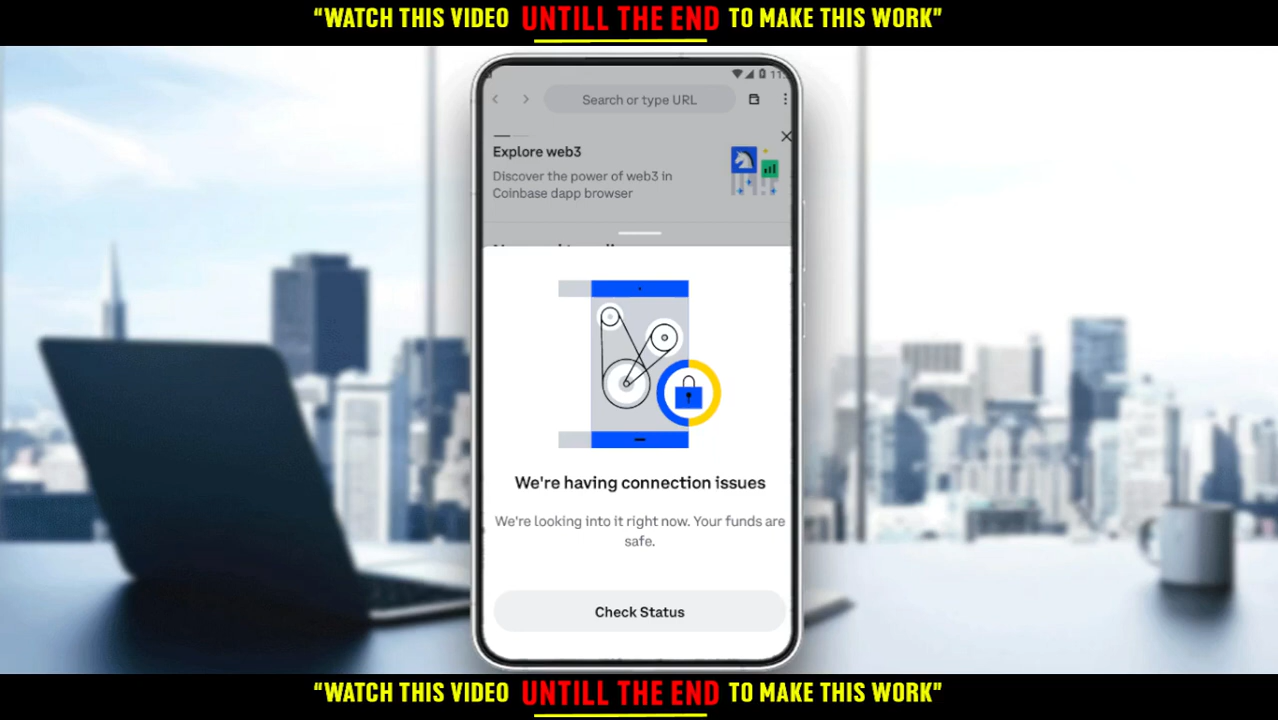 “WATCH THIS VIDEO UNTILL THE END TO MAKE THIS WORK”
Search or type URL
Explore web3
Discover the power of web3 in
Coinbase dapp browser
We're having connection issues
We're looking into it right now. Your funds are
safe.
Check Status
“WATCH THIS VIDEO UNTILL THE END TO MAKE THIS WORK”